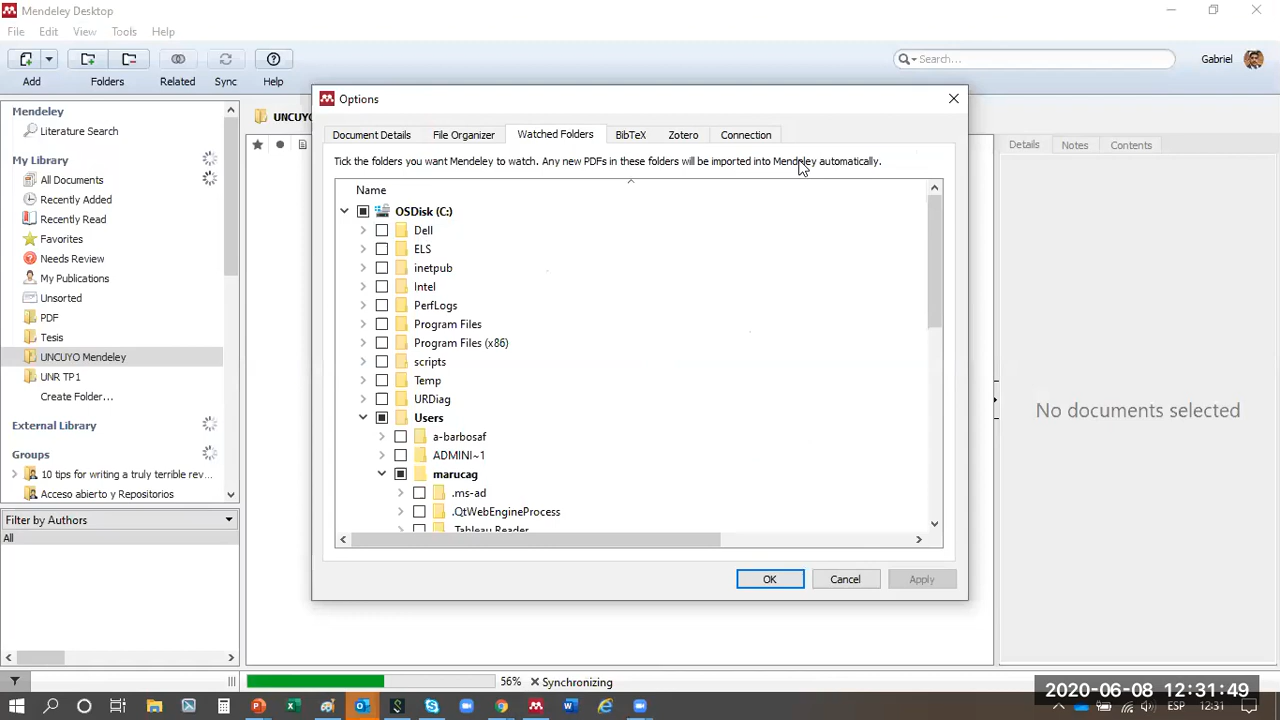 Mendeley Desktop
File Edit View Tools Help
Add Folders Related Sync Help
Search...
Gabriel
Mendeley
Literature Search
My Library
All Documents
Recently Added
Recently Read
Favorites
Needs Review
My Publications
Unsorted
PDF
Tesis
UNCUYO Mendeley
UNR TP1
Create Folder...
External Library
Groups
10 tips for writing a truly terrible rev...
Acceso abierto y Repositorios
Filter by Authors
All
UNCUYO
Options
Document Details File Organizer Watched Folders BibTeX Zotero Connection
Tick the folders you want Mendeley to watch. Any new PDFs in these folders will be imported into Mendeley automatically.
Name
OSDisk (C:)
Dell
ELS
inetpub
Intel
PerfLogs
Program Files
Program Files (x86)
scripts
Temp
URDiag
Users
a-barbosaf
ADMINI~1
marucag
.ms-ad
.QtWebEngineProcess
.Tableau Reader
OK Cancel Apply
Details Notes Contents
No documents selected
56% Synchronizing
2020-06-08 12:31:49
ESP 12:31